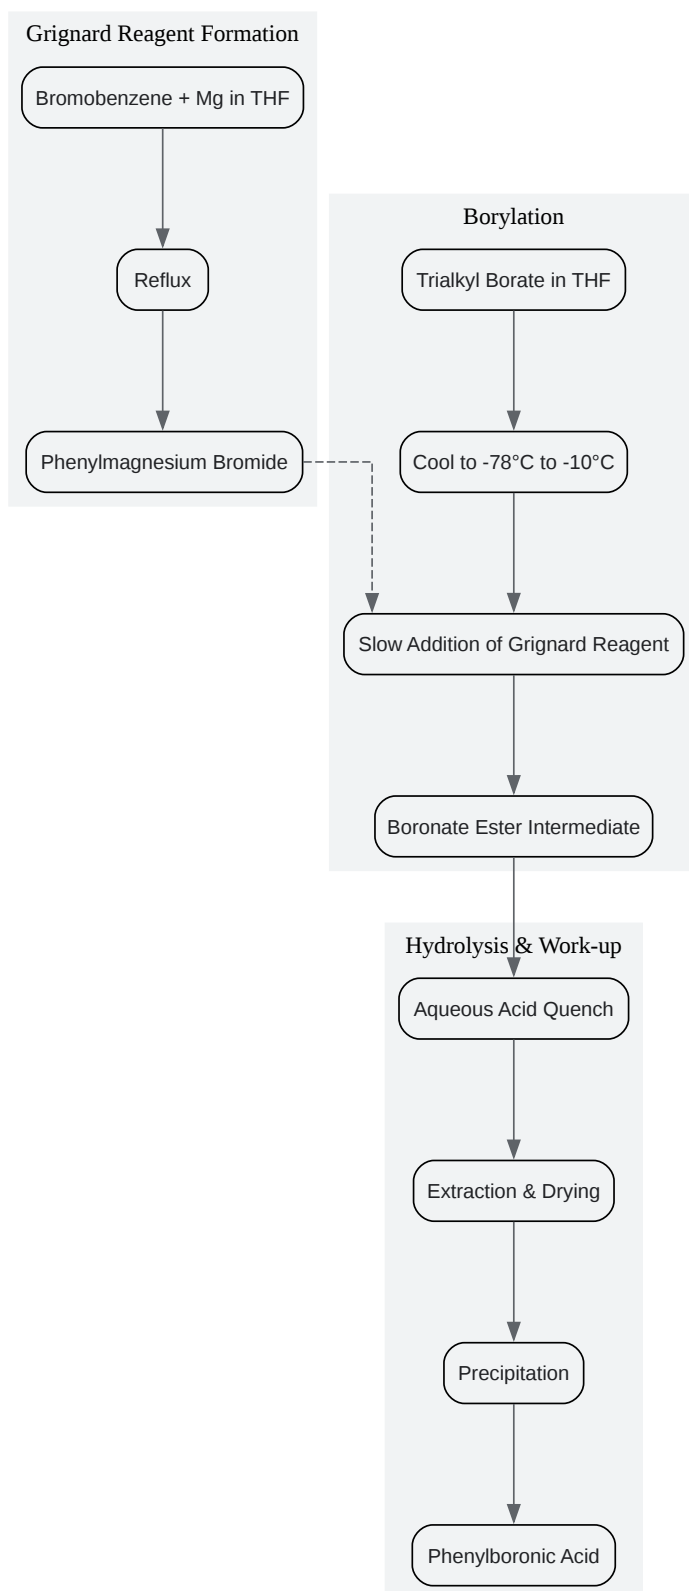 Grignard Reagent Formation
Bromobenzene + Mg in THF
Reflux
Phenylmagnesium Bromide
Borylation
Trialkyl Borate in THF
Cool to -78°C to -10°C
Slow Addition of Grignard Reagent
Boronate Ester Intermediate
Hydrolysis & Work-up
Aqueous Acid Quench
Extraction & Drying
Precipitation
Phenylboronic Acid